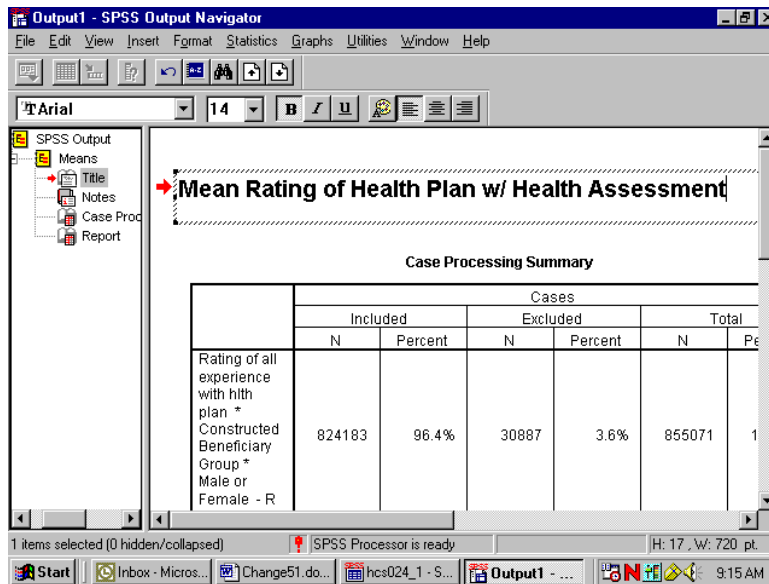 Output1 - SPSS Output Navigator
File Edit View Insert Format Statistics Graphs Utilities Window Help
Arial 14 B I u
SPSS Output
Means
Title
Notes
Case Proc
Report
Mean Rating of Health Plan w/ Health Assessment
Case Processing Summary
Cases
Included Excluded Total
N Percent N Percent N Pe
Rating of all
experience
with hlth
plan *
Constructed
Beneficiary
Group *
Male or
Female - R
824183 96.4% 30887 3.6% 855071 1
1 items selected (0 hidden/collapsed) SPSS Processor is ready H: 17 , W: 720 pt.
Start Inbox - Micros... Change51.do... hcs024_1 - S... Output1 - ... 9:15 AM